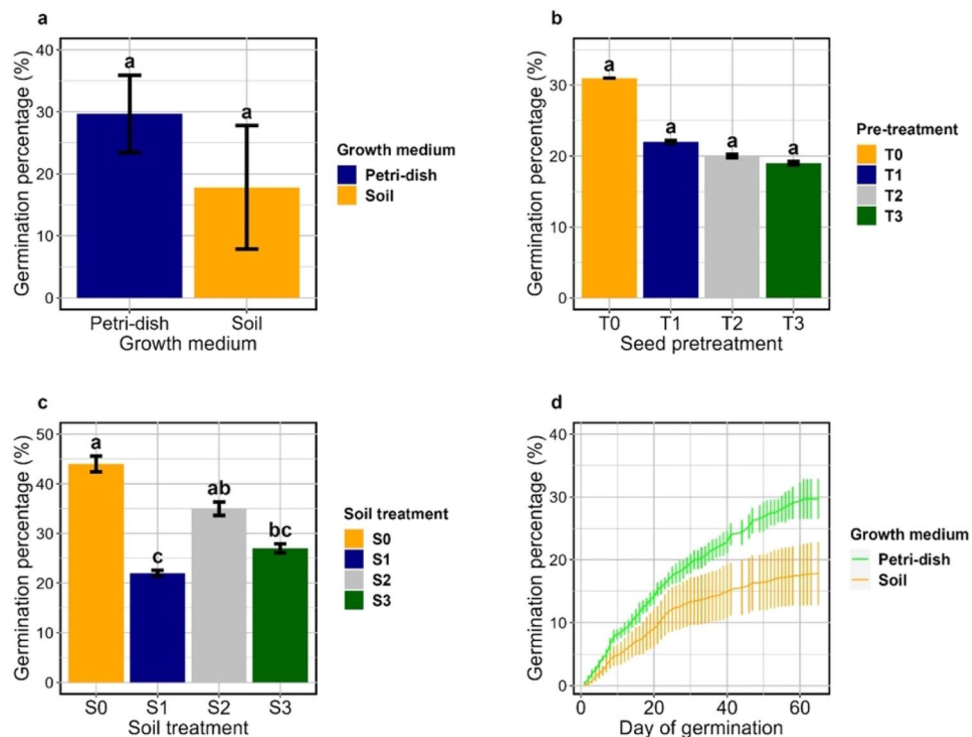 a
Germination percentage (%)
40
30
20
10
0
a
a
Petri-dish
Soil
Growth medium
Growth medium
Petri-dish
Soil
b
Germination percentage (%)
30
20
10
0
a
a
a
a
T0
T1
T2
T3
Seed pretreatment
Pre-treatment
T0
T1
T2
T3
c
Germination percentage (%)
50
40
30
20
10
0
a
c
ab
bc
S0
S1
S2
S3
Soil treatment
Soil treatment
S0
S1
S2
S3
d
Germination percentage (%)
40
30
20
10
0
0
20
40
60
Day of germination
Growth medium
Petri-dish
Soil